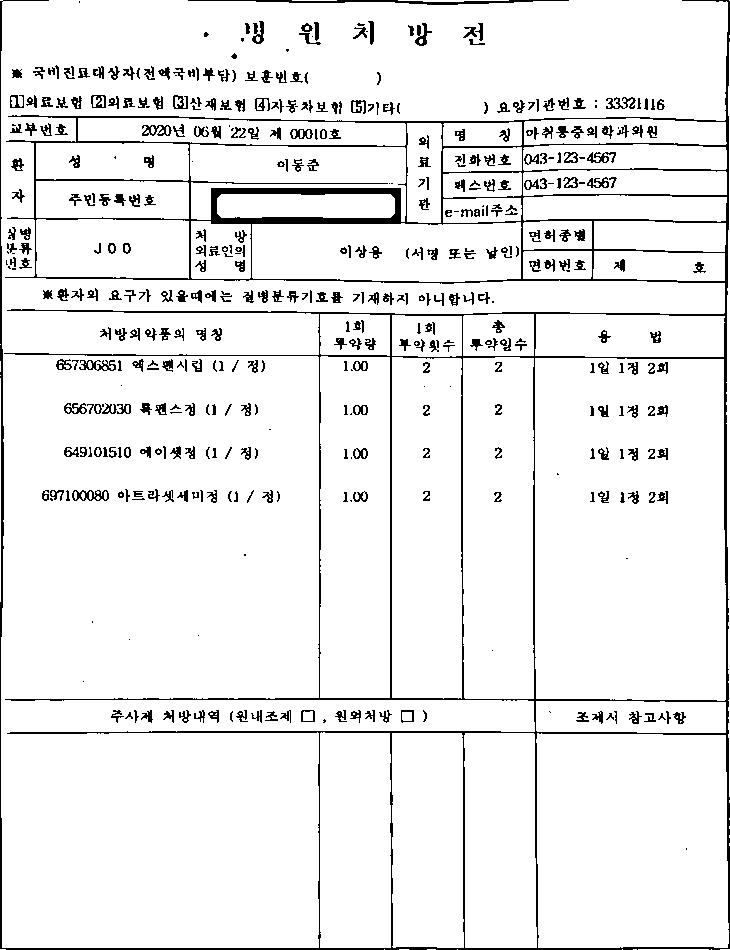 병 원 처 방 전
※ 국비진료대상자(전액국비부담) 보훈번호( )
[1]의료보험 [2]의료보험 [3]산재보험 [4]자동차보험 [5]기타( ) 요양기관번호 : 33321116
교부번호 2020년 06월 22일 제 00010호
의료기관 명 칭 마취통증의학과의원
환자 성 명 이동준
전화번호 043-123-4567
주민등록번호
팩스번호 043-123-4567
e-mail주소
질병분류번호 J00
처 방 의료인의 성 명 이상용 (서명 또는 날인)
면허종별
면허번호 제 호
※환자의 요구가 있을때에는 질병분류기호를 기재하지 아니합니다.
처방의약품의 명칭 1회 투약량 1회 투약횟수 총 투약일수 용 법
657306851 엑스펜시럽 (1 / 정) 1.00 2 2 1일 1정 2회
656702030 록펜스정 (1 / 정) 1.00 2 2 1일 1정 2회
649101510 에이셋정 (1 / 정) 1.00 2 2 1일 1정 2회
697100080 아트라셋세미정 (1 / 정) 1.00 2 2 1일 1정 2회
주사제 처방내역 (원내조제 □ , 원외처방 □ ) 조제시 참고사항